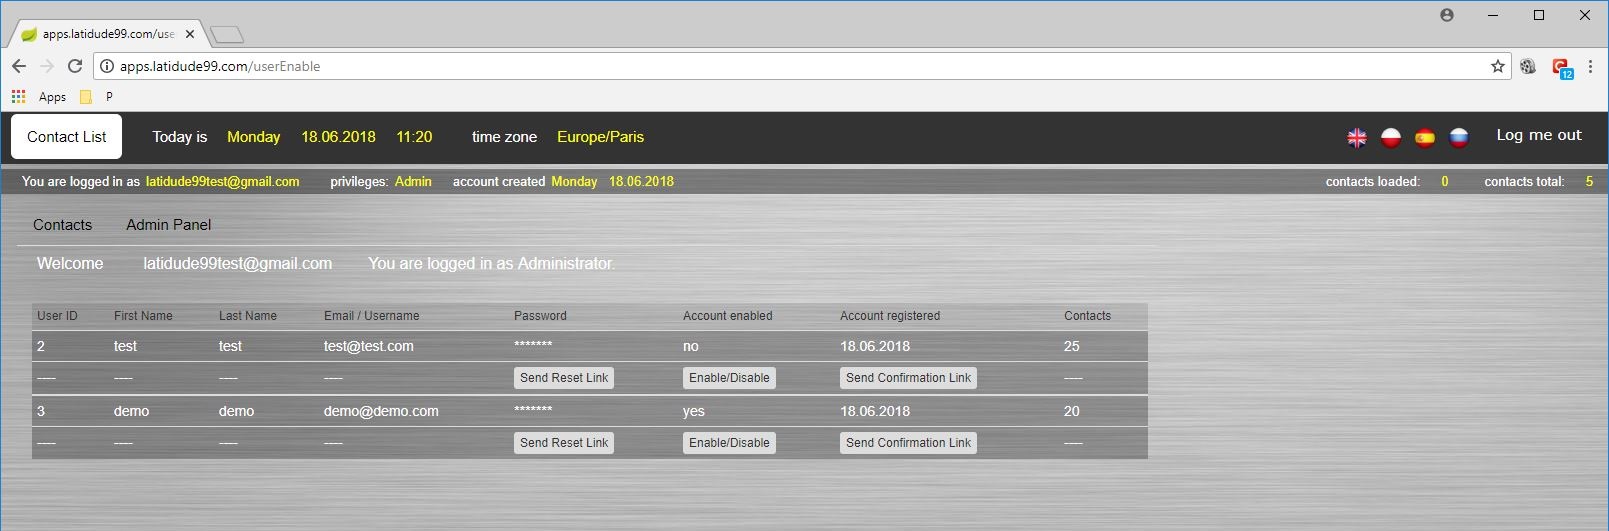 apps.latidude99.com/use
apps.latidude99.com/userEnable
12
Apps P
Contact List Today is Monday 18.06.2018 11:20 time zone Europe/Paris Log me out
You are logged in as latidude99test@gmail.com privileges: Admin account created Monday 18.06.2018 contacts loaded: 0 contacts total: 5
Contacts Admin Panel
Welcome latidude99test@gmail.com You are logged in as Administrator.
User ID First Name Last Name Email / Username Password Account enabled Account registered Contacts
2 test test test@test.com ******* no 18.06.2018 25
---- ---- ---- ---- Send Reset Link Enable/Disable Send Confirmation Link ----
3 demo demo demo@demo.com ******* yes 18.06.2018 20
---- ---- ---- ---- Send Reset Link Enable/Disable Send Confirmation Link ----